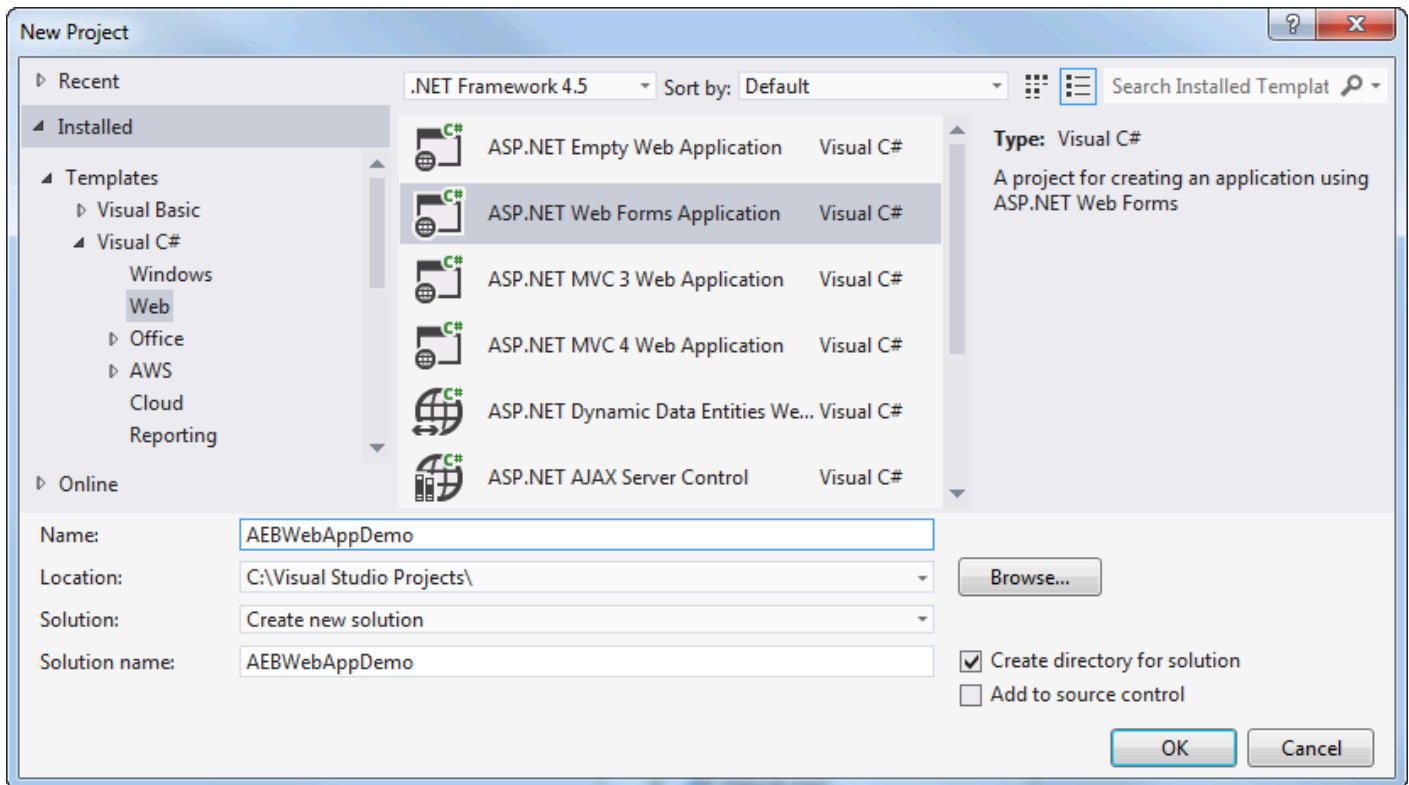 New Project
Recent
.NET Framework 4.5 Sort by: Default Search Installed Templat
Installed
Templates
Visual Basic
Visual C#
Windows
Web
Office
AWS
Cloud
Reporting
Online
C# ASP.NET Empty Web Application Visual C#
C# ASP.NET Web Forms Application Visual C#
C# ASP.NET MVC 3 Web Application Visual C#
C# ASP.NET MVC 4 Web Application Visual C#
C# ASP.NET Dynamic Data Entities We... Visual C#
C# ASP.NET AJAX Server Control Visual C#
Type: Visual C#
A project for creating an application using
ASP.NET Web Forms
Name: AEBWebAppDemo
Location: C:\Visual Studio Projects\ Browse...
Solution: Create new solution
Solution name: AEBWebAppDemo
Create directory for solution
Add to source control
OK Cancel